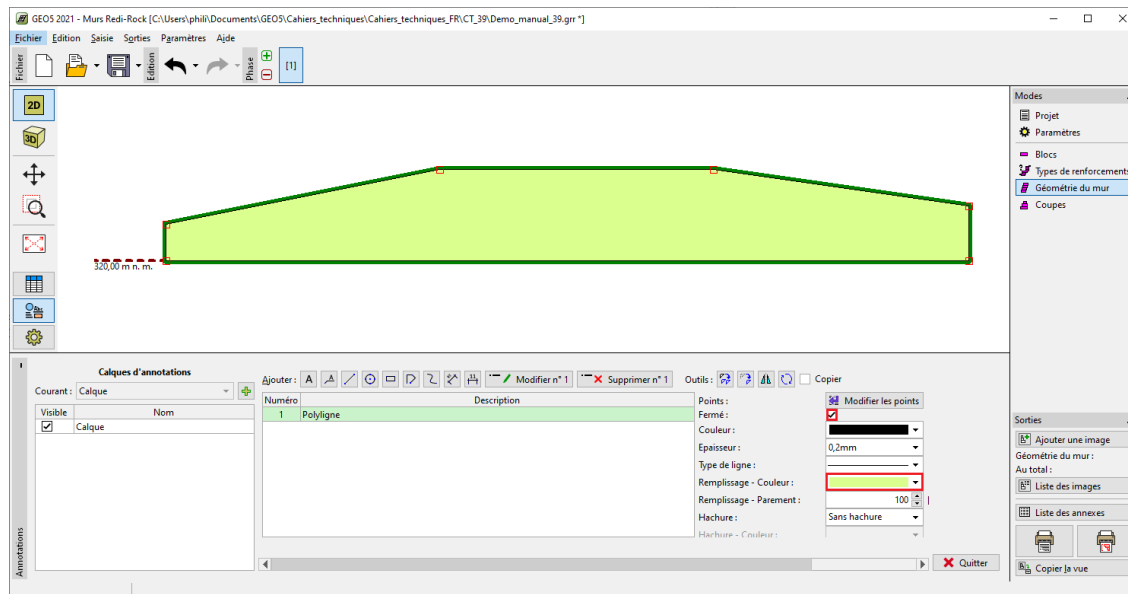 GEO5 2021 - Murs Redi-Rock [C:\Users\phili\Documents\GEO5\Cahiers_techniques\Cahiers_techniques_FR\CT_39\Demo_manual_39.grr *]
Fichier Edition Saisie Sorties Paramètres Aide
Fichier
Edition
Phase
[1]
2D
3D
320,00 m n. m.
Modes
Projet
Paramètres
Blocs
Types de renforcements
Géométrie du mur
Coupes
Annotations
Calques d'annotations
Courant : Calque
Visible Nom
Calque
Ajouter : A A Modifier n° 1 Supprimer n° 1 Outils : Copier
Numéro Description
1 Polyligne
Points : Modifier les points
Fermé :
Couleur :
Epaisseur : 0,2mm
Type de ligne :
Remplissage - Couleur :
Remplissage - Parement : 100
Hachure : Sans hachure
Hachure - Couleur :
Quitter
Sorties
Ajouter une image
Géométrie du mur :
Au total :
Liste des images
Liste des annexes
Copier la vue